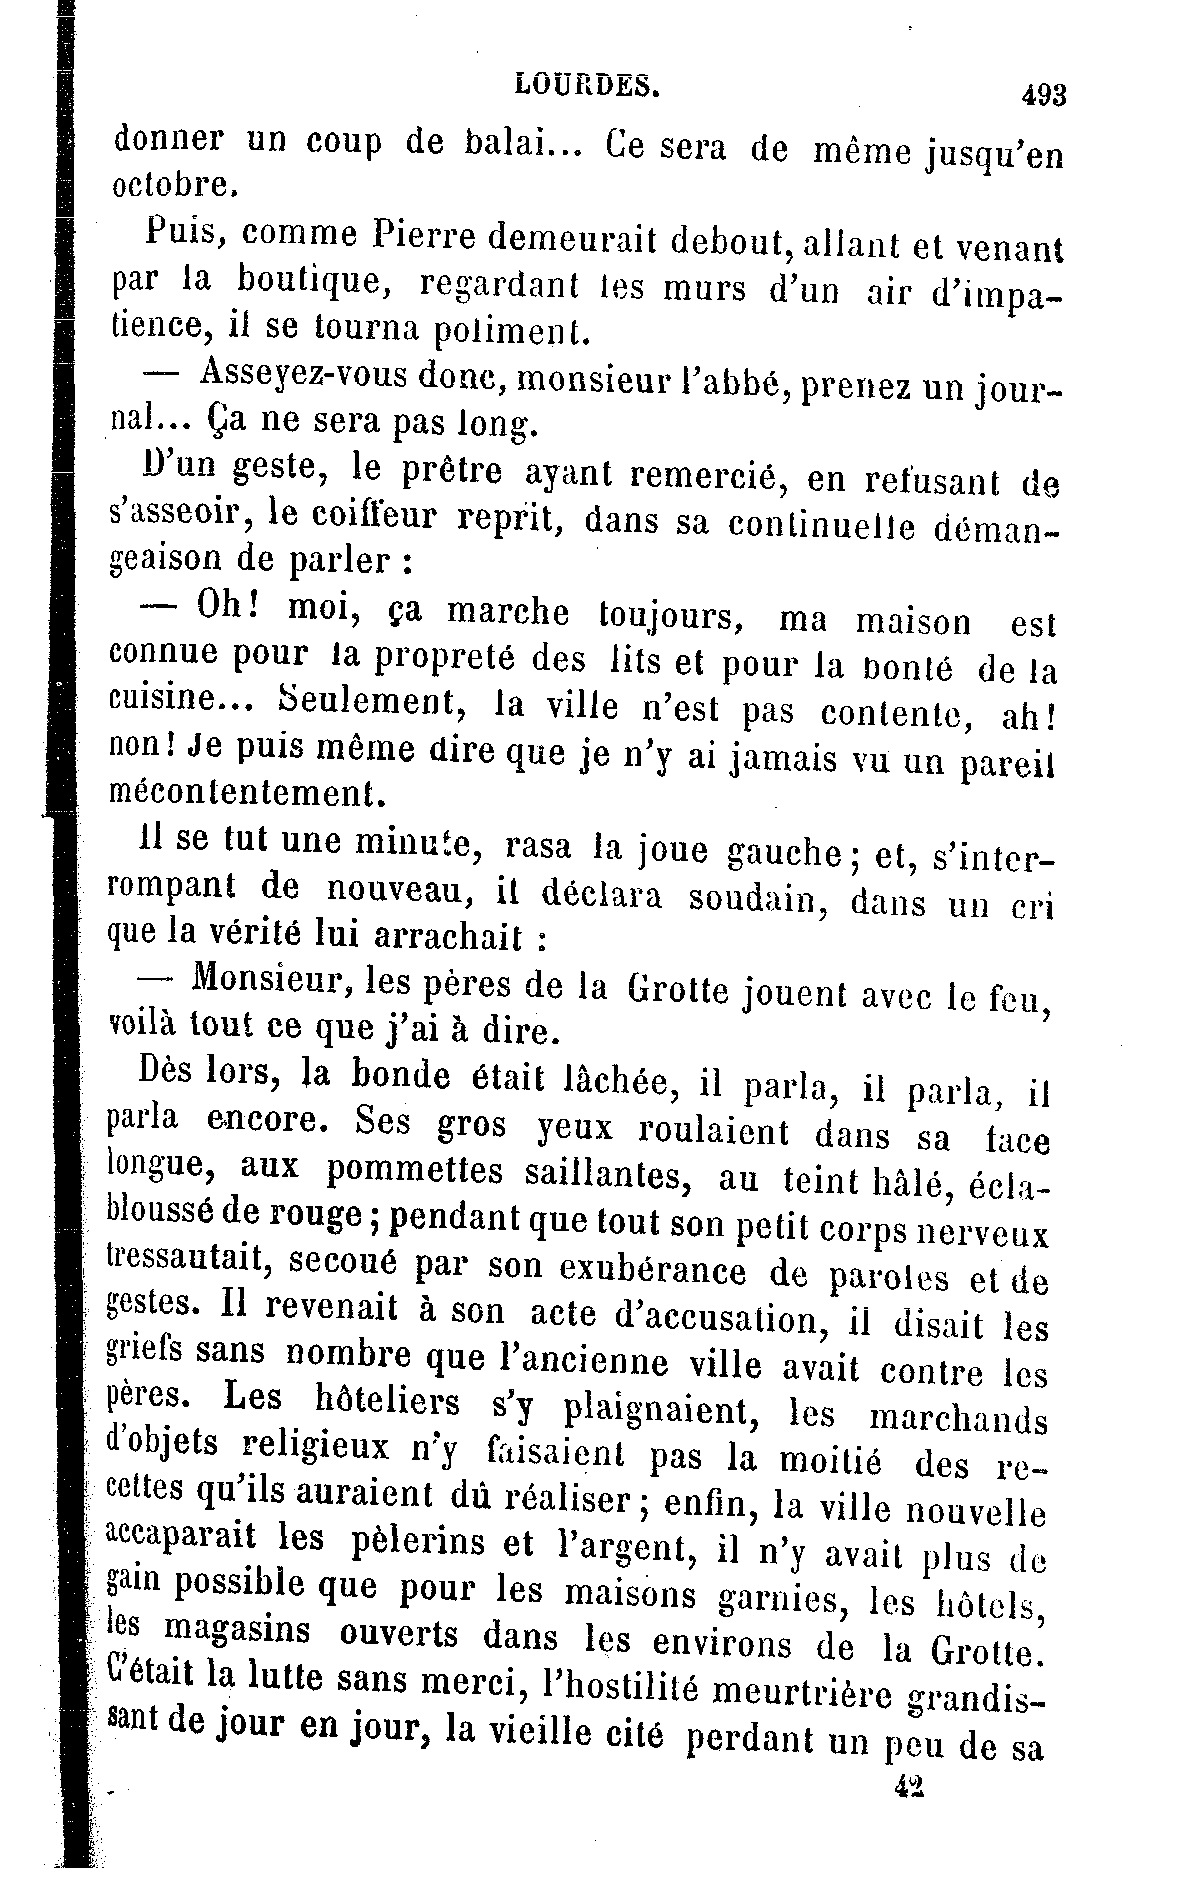 LOURDES. 493
donner un coup de balai... Ce sera de même jusqu'en
octobre.
Puis, comme Pierre demeurait debout, allant et venant
par la boutique, regardant les murs d'un air d'impa-
tience, il se tourna poliment.
— Asseyez-vous donc, monsieur l'abbé, prenez un jour-
nal... Ça ne sera pas long.
D'un geste, le prêtre ayant remercié, en refusant de
s'asseoir, le coiffeur reprit, dans sa continuelle déman-
geaison de parler :
— Oh! moi, ça marche toujours, ma maison est
connue pour la propreté des lits et pour la bonté de la
cuisine... Seulement, la ville n'est pas contente, ah!
non! Je puis même dire que je n'y ai jamais vu un pareil
mécontentement.
Il se tut une minute, rasa la joue gauche; et, s'inter-
rompant de nouveau, il déclara soudain, dans un cri
que la vérité lui arrachait :
— Monsieur, les pères de la Grotte jouent avec le feu,
voilà tout ce que j'ai à dire.
Dès lors, la bonde était lâchée, il parla, il parla, il
parla encore. Ses gros yeux roulaient dans sa face
longue, aux pommettes saillantes, au teint hâlé, écla-
boussé de rouge; pendant que tout son petit corps nerveux
tressautait, secoué par son exubérance de paroles et de
gestes. Il revenait à son acte d'accusation, il disait les
griefs sans nombre que l'ancienne ville avait contre les
pères. Les hôteliers s'y plaignaient, les marchands
d'objets religieux n'y faisaient pas la moitié des re-
cettes qu'ils auraient dû réaliser; enfin, la ville nouvelle
accaparait les pèlerins et l'argent, il n'y avait plus de
gain possible que pour les maisons garnies, les hôtels,
les magasins ouverts dans les environs de la Grotte.
C'était la lutte sans merci, l'hostilité meurtrière grandis-
sant de jour en jour, la vieille cité perdant un peu de sa
42